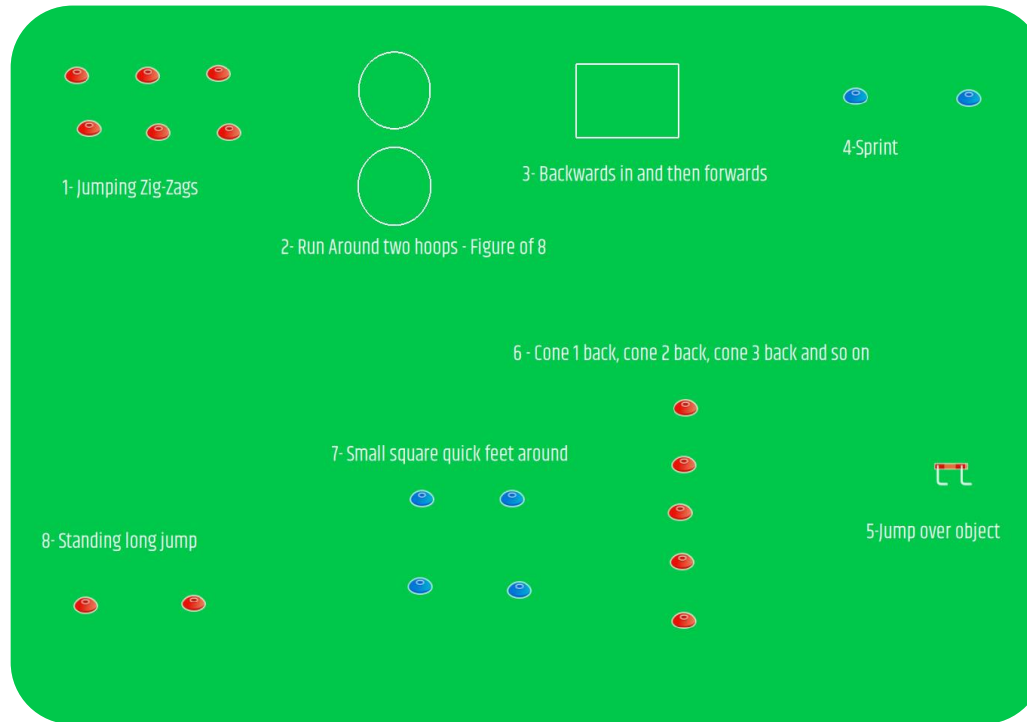 1- Jumping Zig-Zags
2- Run Around two hoops - Figure of 8
3- Backwards in and then forwards
4-Sprint
5-Jump over object
6 - Cone 1 back, cone 2 back, cone 3 back and so on
7- Small square quick feet around
8- Standing long jump